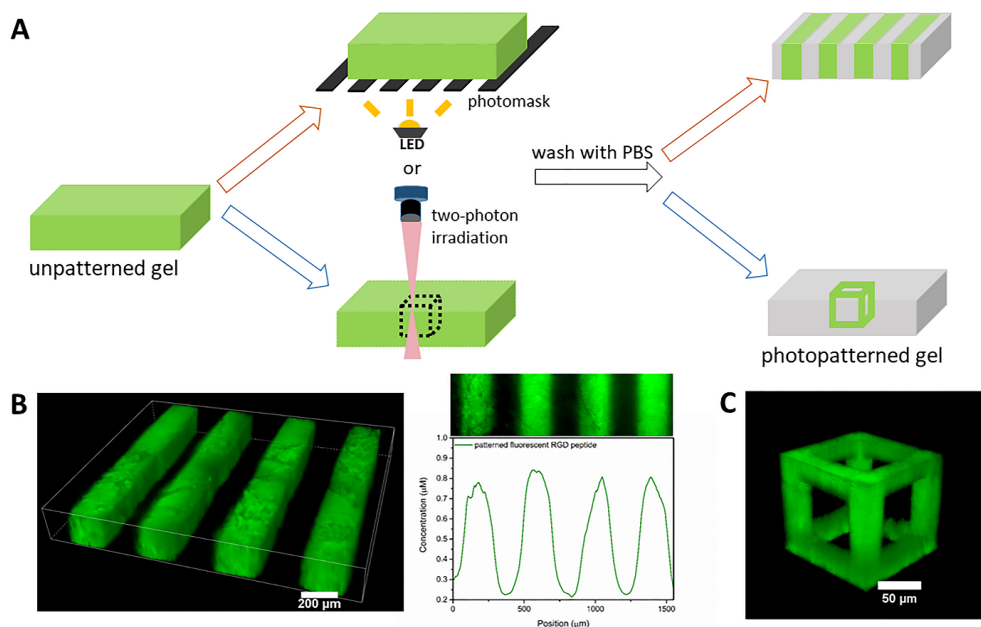 A
photomask
LED
or
wash with PBS
two-photon
irradiation
unpatterned gel
photopatterned gel
B
200 µm
patterned fluorescent RGD peptide
Concentration (µM)
1.0
0.9
0.8
0.7
0.6
0.5
0.4
0.3
0.2
0
500
1000
1500
Position (µm)
C
50 µm